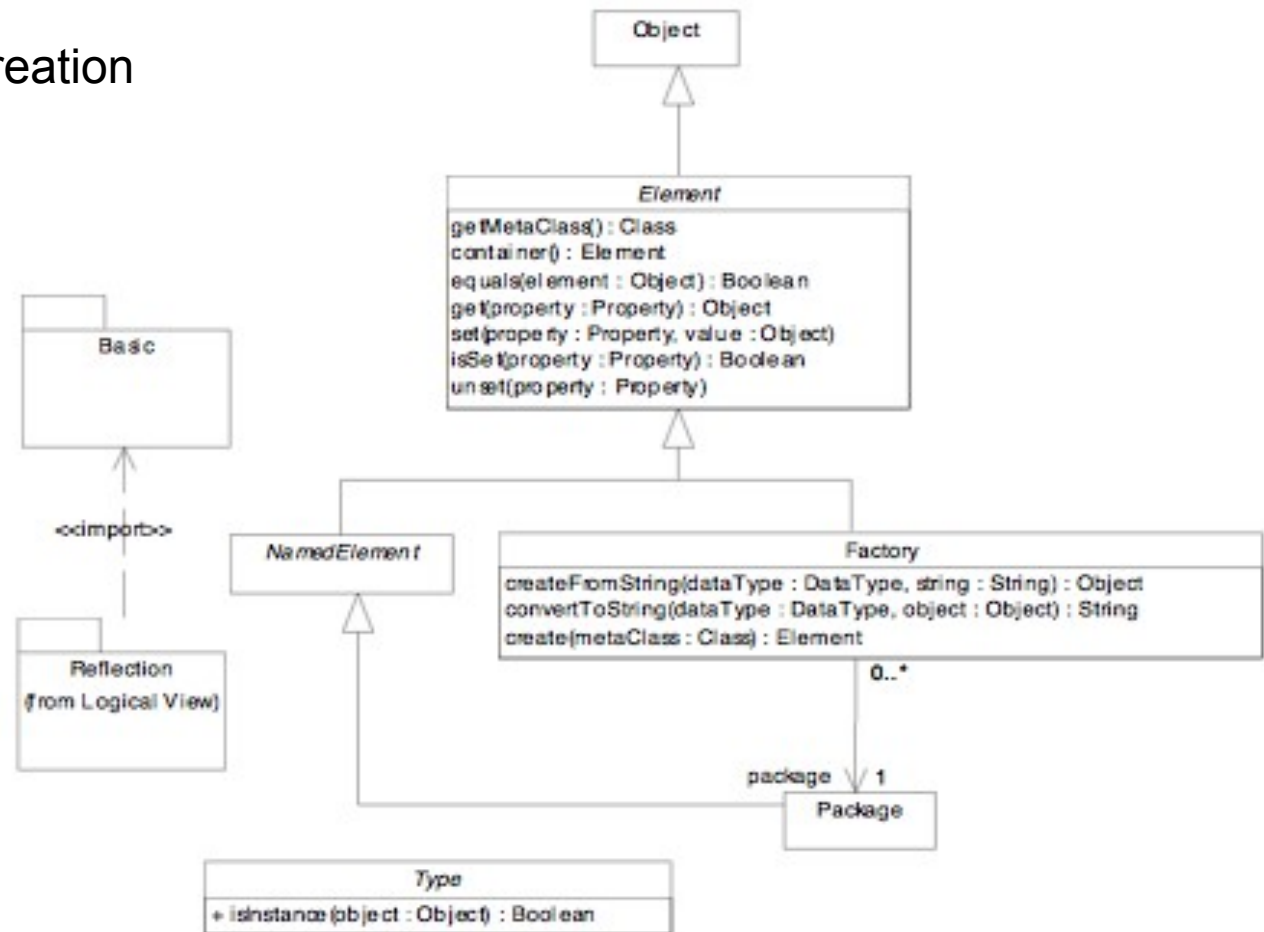 reation
Object
Element
getMetaClass() : Class
container() : Element
equals(element : Object) : Boolean
get(property : Property) : Object
set(property : Property, value : Object)
isSet(property : Property) : Boolean
unset(property : Property)
Basic
<<import>>
Reflection
(from Logical View)
NamedElement
Factory
createFromString(dataType : DataType, string : String) : Object
convertToString(dataType : DataType, object : Object) : String
create(metaClass : Class) : Element
0..*
package 1
Package
Type
+ isInstance(object : Object) : Boolean